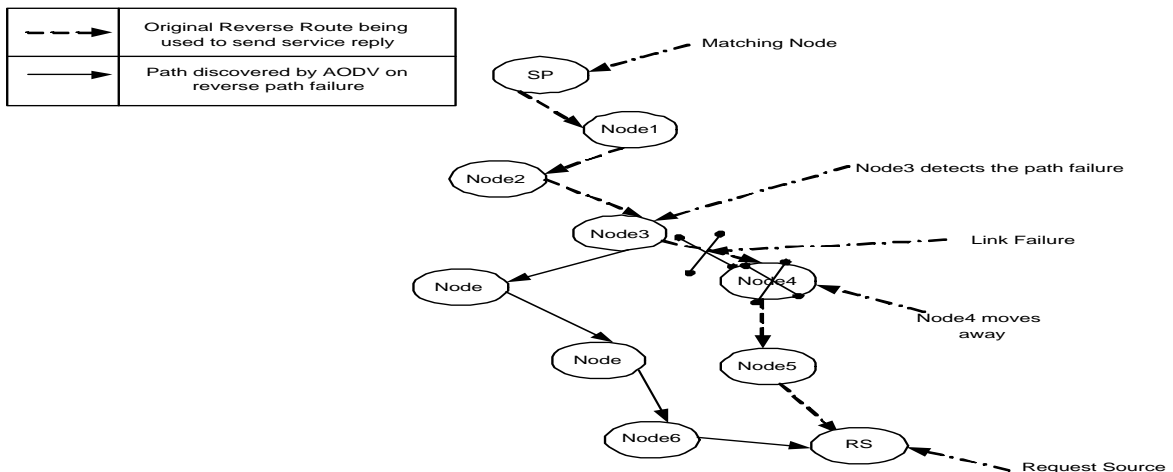 Original Reverse Route being
used to send service reply
Path discovered by AODV on
reverse path failure
Matching Node
SP
Node1
Node2
Node3 detects the path failure
Node3
Link Failure
Node4
Node
Node4 moves
away
Node
Node5
Node6
RS
Request Source